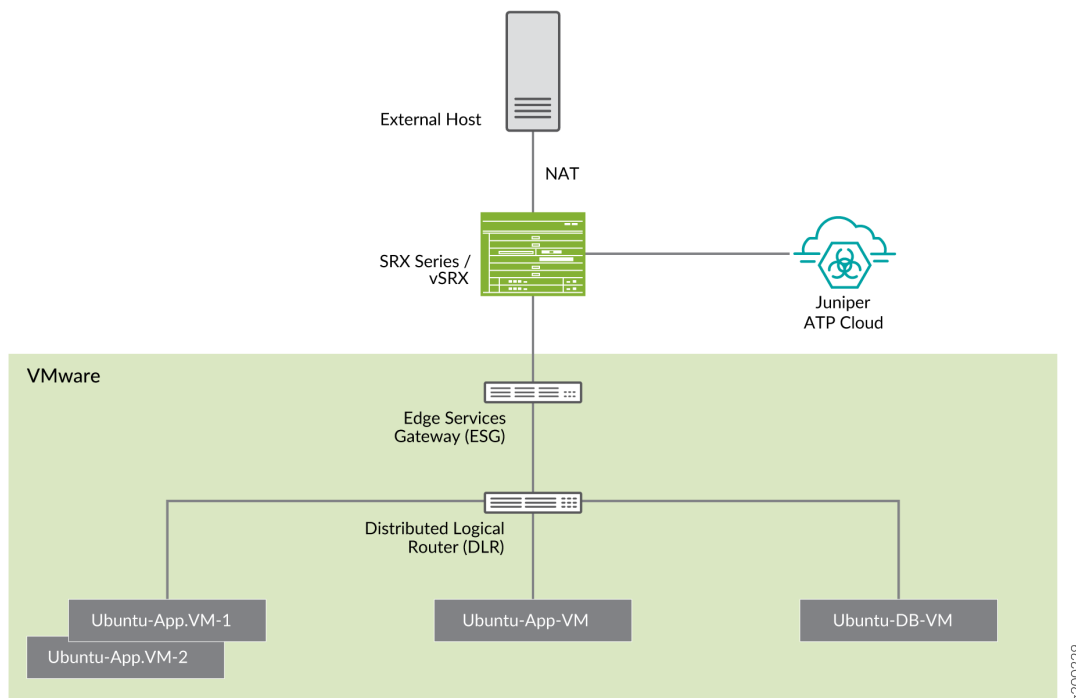 External Host
NAT
SRX Series /
vSRX
Juniper
ATP Cloud
VMware
Edge Services
Gateway (ESG)
Distributed Logical
Router (DLR)
Ubuntu-App.VM-1
Ubuntu-App-VM
Ubuntu-DB-VM
Ubuntu-App.VM-2